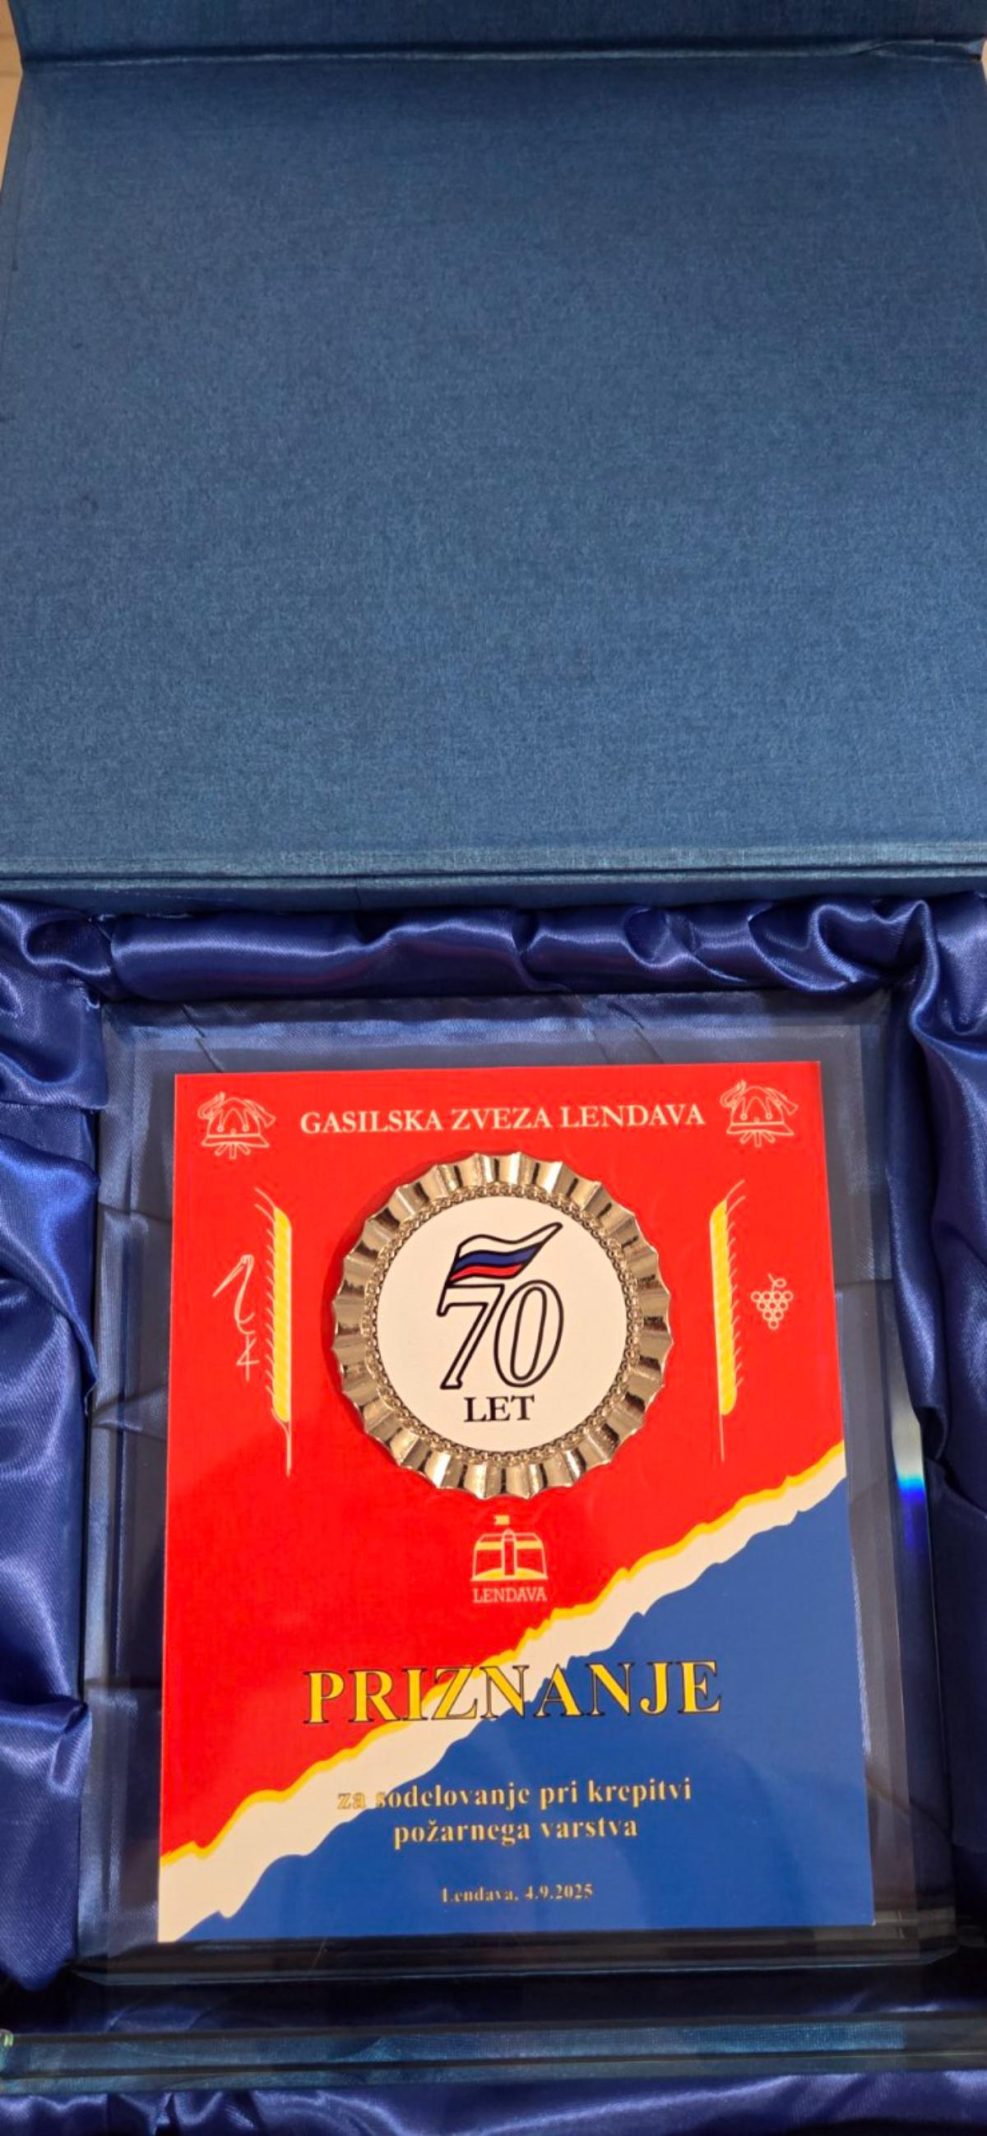 GASILSKA ZVEZA LENDAVA
70
LET
LENDAVA
PRIZNANJE
za sodelovanje pri krepitvi
požarnega varstva
Lendava, 4.9.2025